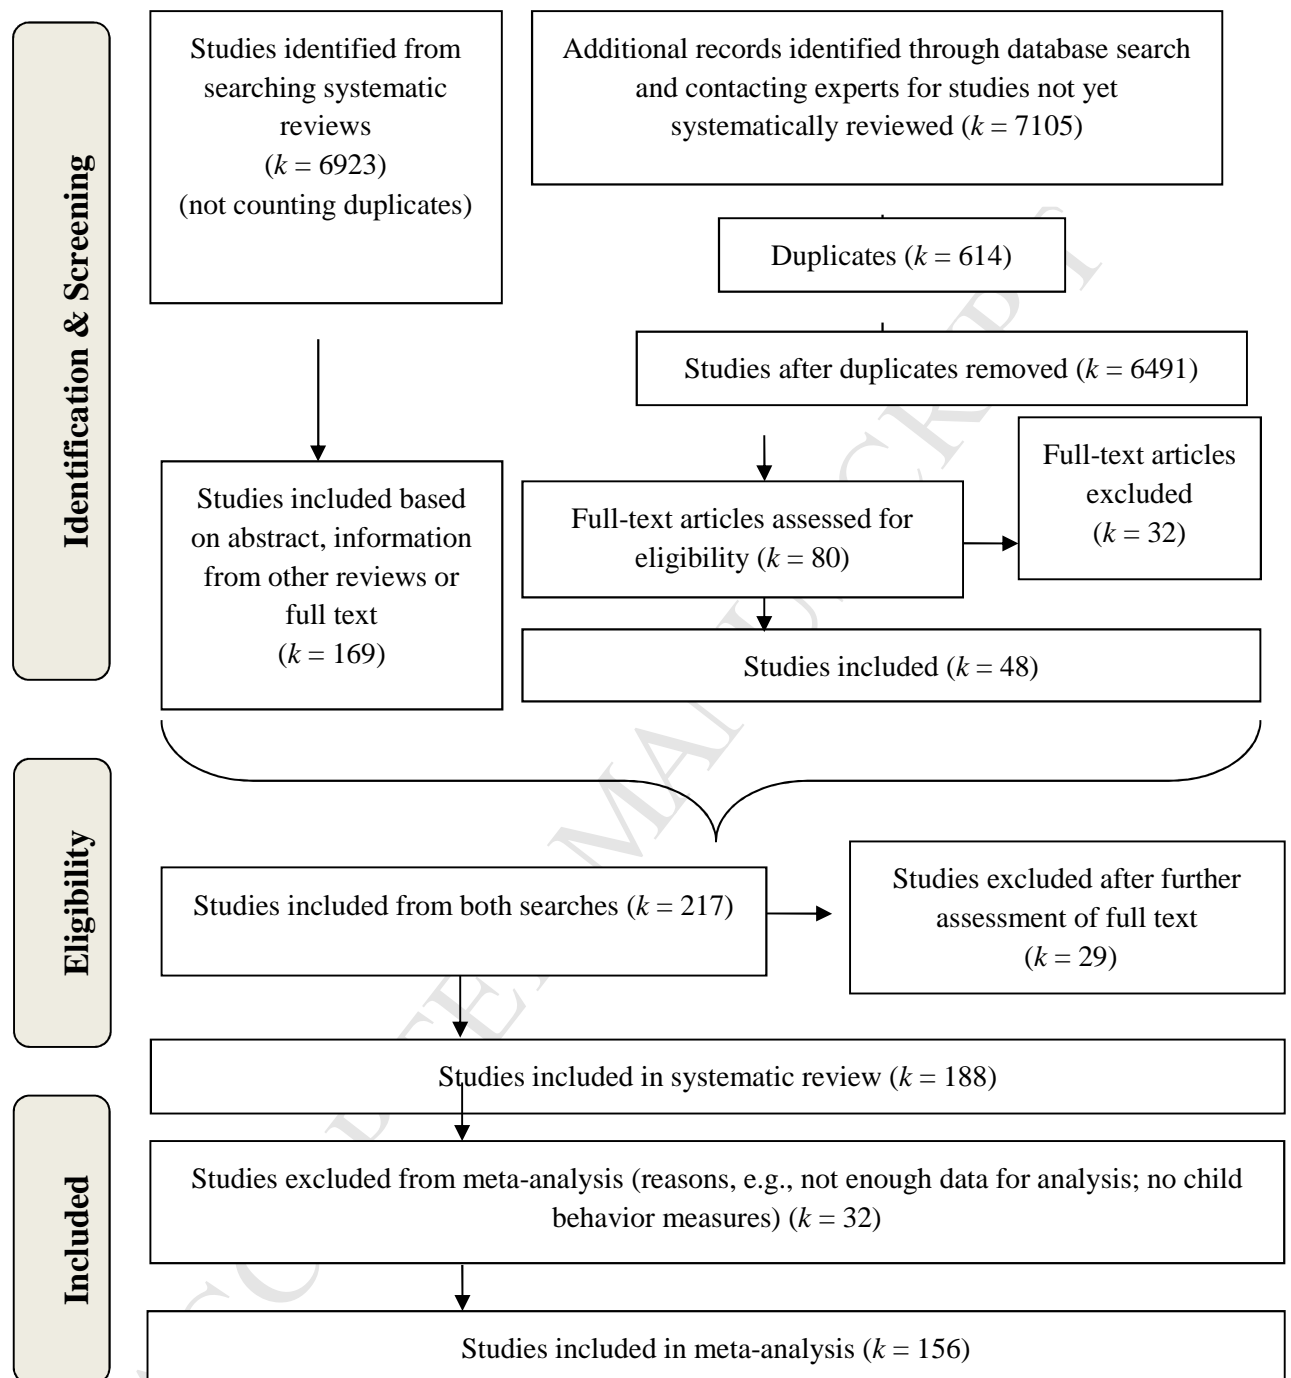 Identification & Screening
Studies identified from
searching systematic
reviews
(k = 6923)
(not counting duplicates)
Additional records identified through database search
and contacting experts for studies not yet
systematically reviewed (k = 7105)
Duplicates (k = 614)
Studies after duplicates removed (k = 6491)
Studies included based
on abstract, information
from other reviews or
full text
(k = 169)
Full-text articles assessed for
eligibility (k = 80)
Full-text articles
excluded
(k = 32)
Studies included (k = 48)
Eligibility
Studies included from both searches (k = 217)
Studies excluded after further
assessment of full text
(k = 29)
Studies included in systematic review (k = 188)
Included
Studies excluded from meta-analysis (reasons, e.g., not enough data for analysis; no child
behavior measures) (k = 32)
Studies included in meta-analysis (k = 156)